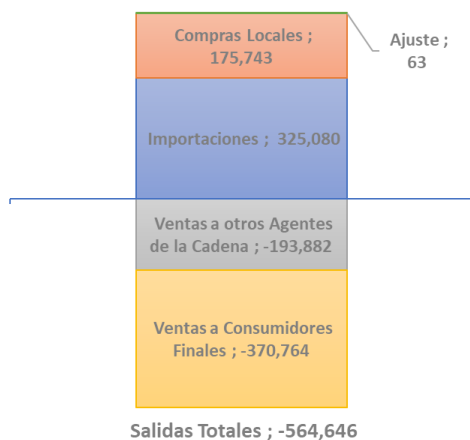 Compras Locales ;
175,743
Ajuste ;
63
Importaciones ; 325,080
Ventas a otros Agentes
de la Cadena ; -193,882
Ventas a Consumidores
Finales ; -370,764
Salidas Totales ; -564,646